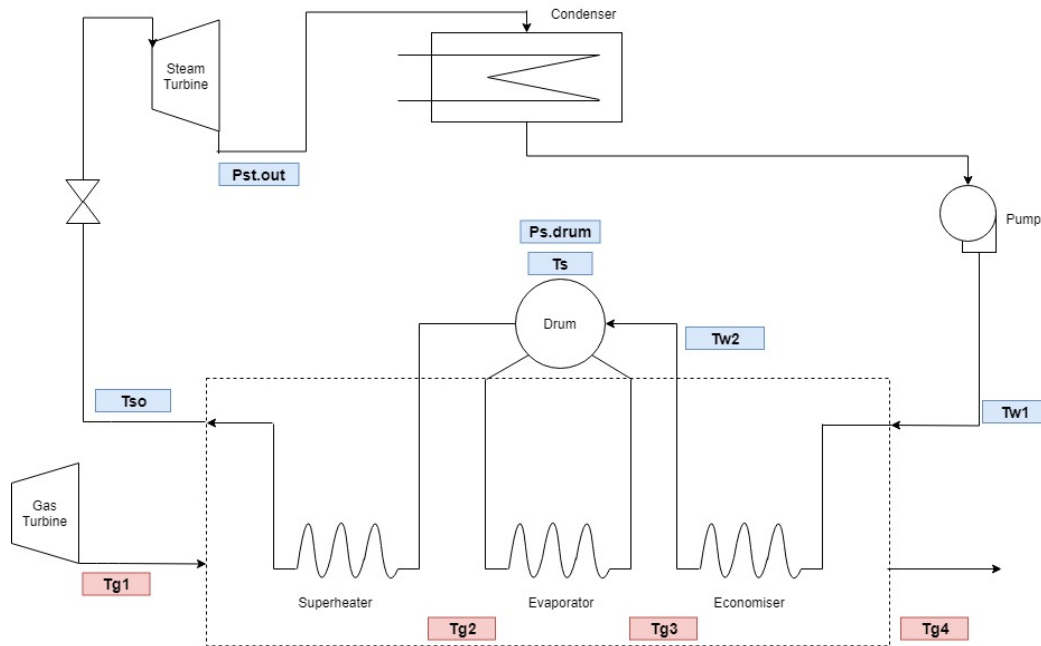 Condenser
Steam
Turbine
Pst.out
Pump
Ps.drum
Ts
Drum
Tw2
Tso
Tw1
Gas
Turbine
Tg1
Superheater
Evaporator
Economiser
Tg2
Tg3
Tg4